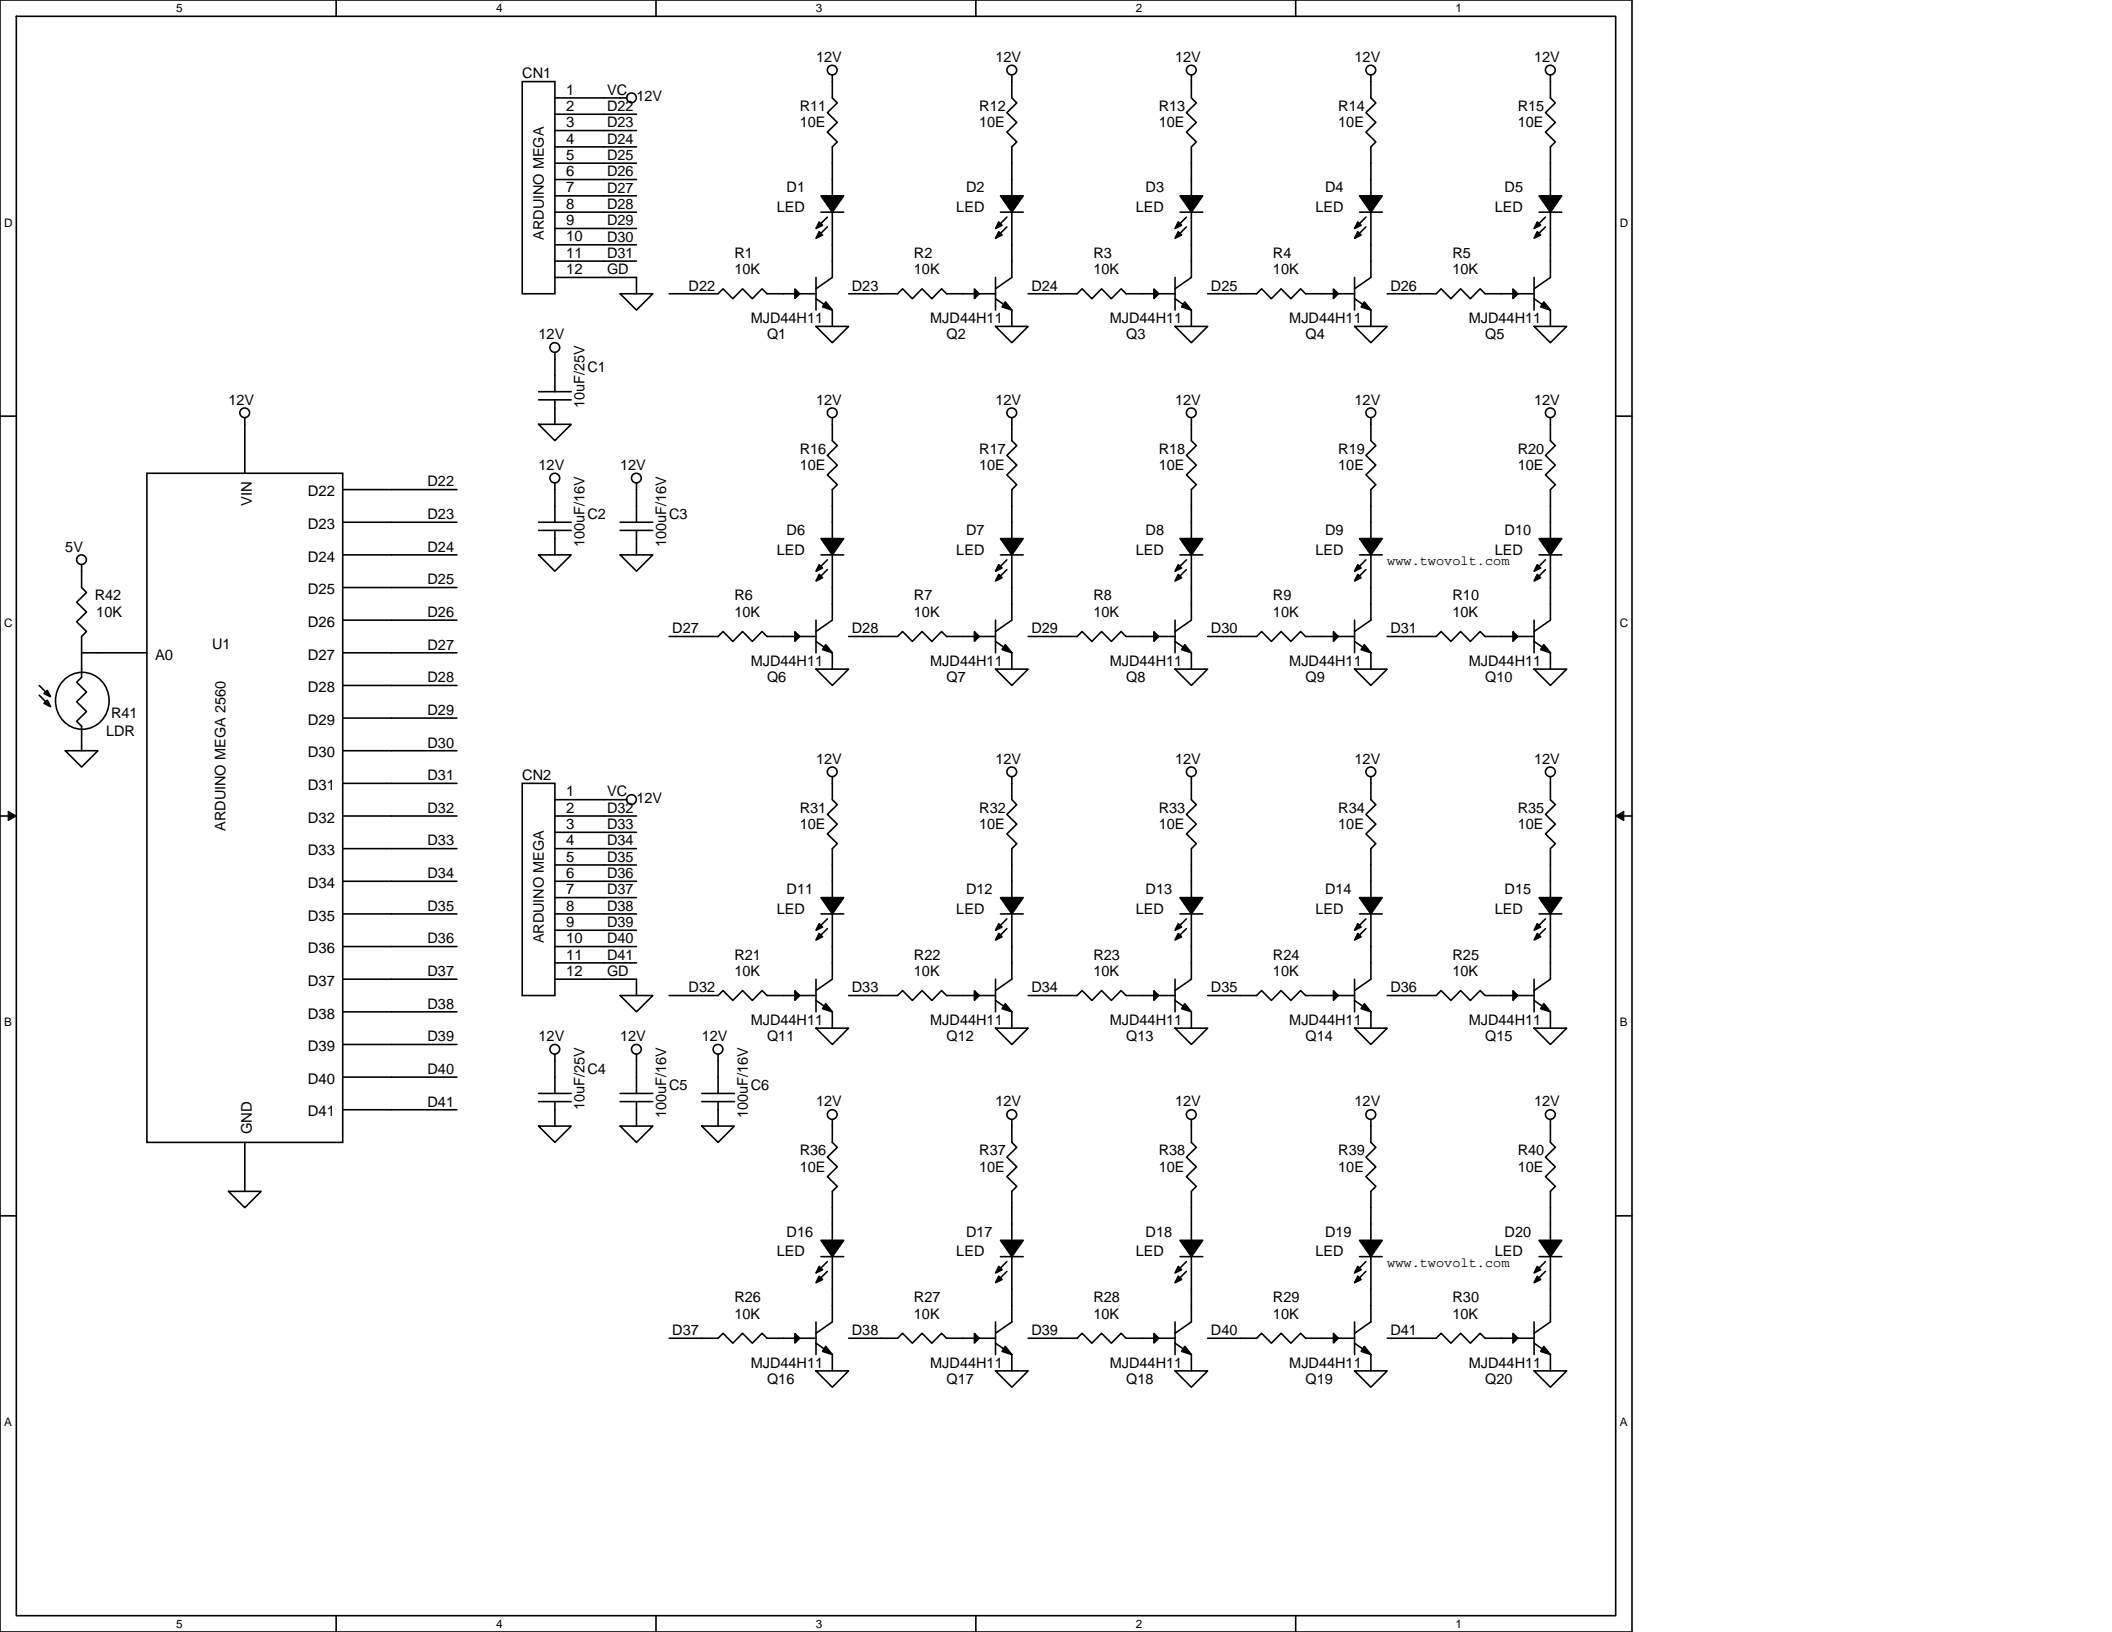 5 4 3 2 1
D
C
B
A
D
C
B
A
5 4 3 2 1
12V
VIN
5V
R42
10K
A0
U1
ARDUINO MEGA 2560
R41
LDR
GND
D22 D22
D23 D23
D24 D24
D25 D25
D26 D26
D27 D27
D28 D28
D29 D29
D30 D30
D31 D31
D32 D32
D33 D33
D34 D34
D35 D35
D36 D36
D37 D37
D38 D38
D39 D39
D40 D40
D41 D41
CN1
ARDUINO MEGA
1 VC 12V
2 D22
3 D23
4 D24
5 D25
6 D26
7 D27
8 D28
9 D29
10 D30
11 D31
12 GD
12V
10uF/25V
C1
12V 12V
100uF/16V
C2
100uF/16V
C3
CN2
ARDUINO MEGA
1 VC 12V
2 D32
3 D33
4 D34
5 D35
6 D36
7 D37
8 D38
9 D39
10 D40
11 D41
12 GD
12V 12V 12V
10uF/25V
C4
100uF/16V
C5
100uF/16V
C6
12V 12V 12V 12V 12V
R11 R12 R13 R14 R15
10E 10E 10E 10E 10E
D1 D2 D3 D4 D5
LED LED LED LED LED
R1 R2 R3 R4 R5
10K 10K 10K 10K 10K
D22 D23 D24 D25 D26
MJD44H11 MJD44H11 MJD44H11 MJD44H11 MJD44H11
Q1 Q2 Q3 Q4 Q5
12V 12V 12V 12V 12V
R16 R17 R18 R19 R20
10E 10E 10E 10E 10E
D6 D7 D8 D9 D10
LED LED LED LED LED
www.twovolt.com
R6 R7 R8 R9 R10
10K 10K 10K 10K 10K
D27 D28 D29 D30 D31
MJD44H11 MJD44H11 MJD44H11 MJD44H11 MJD44H11
Q6 Q7 Q8 Q9 Q10
12V 12V 12V 12V 12V
R31 R32 R33 R34 R35
10E 10E 10E 10E 10E
D11 D12 D13 D14 D15
LED LED LED LED LED
R21 R22 R23 R24 R25
10K 10K 10K 10K 10K
D32 D33 D34 D35 D36
MJD44H11 MJD44H11 MJD44H11 MJD44H11 MJD44H11
Q11 Q12 Q13 Q14 Q15
12V 12V 12V 12V 12V
R36 R37 R38 R39 R40
10E 10E 10E 10E 10E
D16 D17 D18 D19 D20
LED LED LED LED LED
www.twovolt.com
R26 R27 R28 R29 R30
10K 10K 10K 10K 10K
D37 D38 D39 D40 D41
MJD44H11 MJD44H11 MJD44H11 MJD44H11 MJD44H11
Q16 Q17 Q18 Q19 Q20